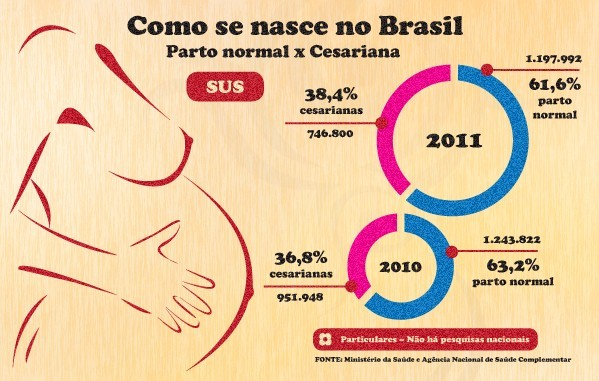 Como se nasce no Brasil
Parto normal x Cesariana
SUS
38,4%
cesarianas
746.800
2011
1.197.992
61,6%
parto
normal
36,8%
cesarianas
951.948
2010
1.243.822
63,2%
parto normal
Particulares – Não há pesquisas nacionais
FONTE: Ministério da Saúde e Agência Nacional de Saúde Complementar